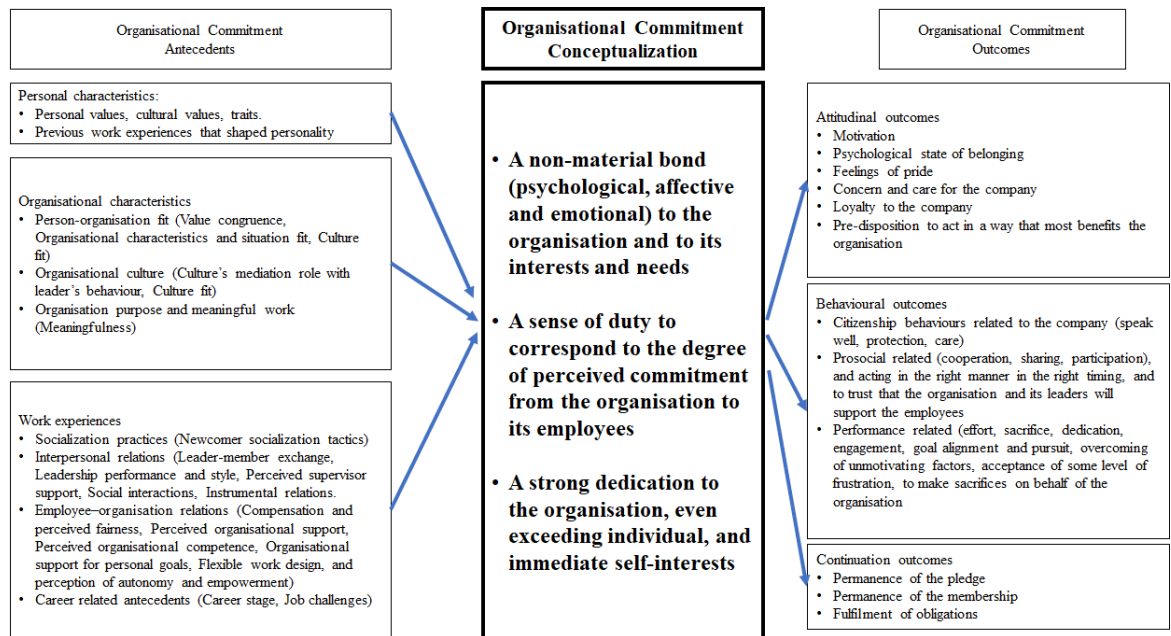 Organisational Commitment
Antecedents
Personal characteristics:
• Personal values, cultural values, traits.
• Previous work experiences that shaped personality
Organisational characteristics
• Person-organisation fit (Value congruence,
Organisational characteristics and situation fit, Culture
fit)
• Organisational culture (Culture's mediation role with
leader's behaviour, Culture fit)
• Organisation purpose and meaningful work
(Meaningfulness)
Work experiences
• Socialization practices (Newcomer socialization tactics)
• Interpersonal relations (Leader-member exchange,
Leadership performance and style, Perceived supervisor
support, Social interactions, Instrumental relations.
• Employee–organisation relations (Compensation and
perceived fairness, Perceived organisational support,
Perceived organisational competence, Organisational
support for personal goals, Flexible work design, and
perception of autonomy and empowerment)
• Career related antecedents (Career stage, Job challenges)
Organisational Commitment
Conceptualization
• A non-material bond
(psychological, affective
and emotional) to the
organisation and to its
interests and needs
• A sense of duty to
correspond to the degree
of perceived commitment
from the organisation to
its employees
• A strong dedication to
the organisation, even
exceeding individual, and
immediate self-interests
Organisational Commitment
Outcomes
Attitudinal outcomes
• Motivation
• Psychological state of belonging
• Feelings of pride
• Concern and care for the company
• Loyalty to the company
• Pre-disposition to act in a way that most benefits the
organisation
Behavioural outcomes
• Citizenship behaviours related to the company (speak
well, protection, care)
• Prosocial related (cooperation, sharing, participation),
and acting in the right manner in the right timing, and
to trust that the organisation and its leaders will
support the employees
• Performance related (effort, sacrifice, dedication,
engagement, goal alignment and pursuit, overcoming
of unmotivating factors, acceptance of some level of
frustration, to make sacrifices on behalf of the
organisation
Continuation outcomes
• Permanence of the pledge
• Permanence of the membership
• Fulfilment of obligations